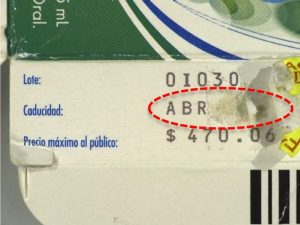 5 mL
Oral.
Lote: 01030
Caducidad: ABR
Precio máximo al público: $ 470.06